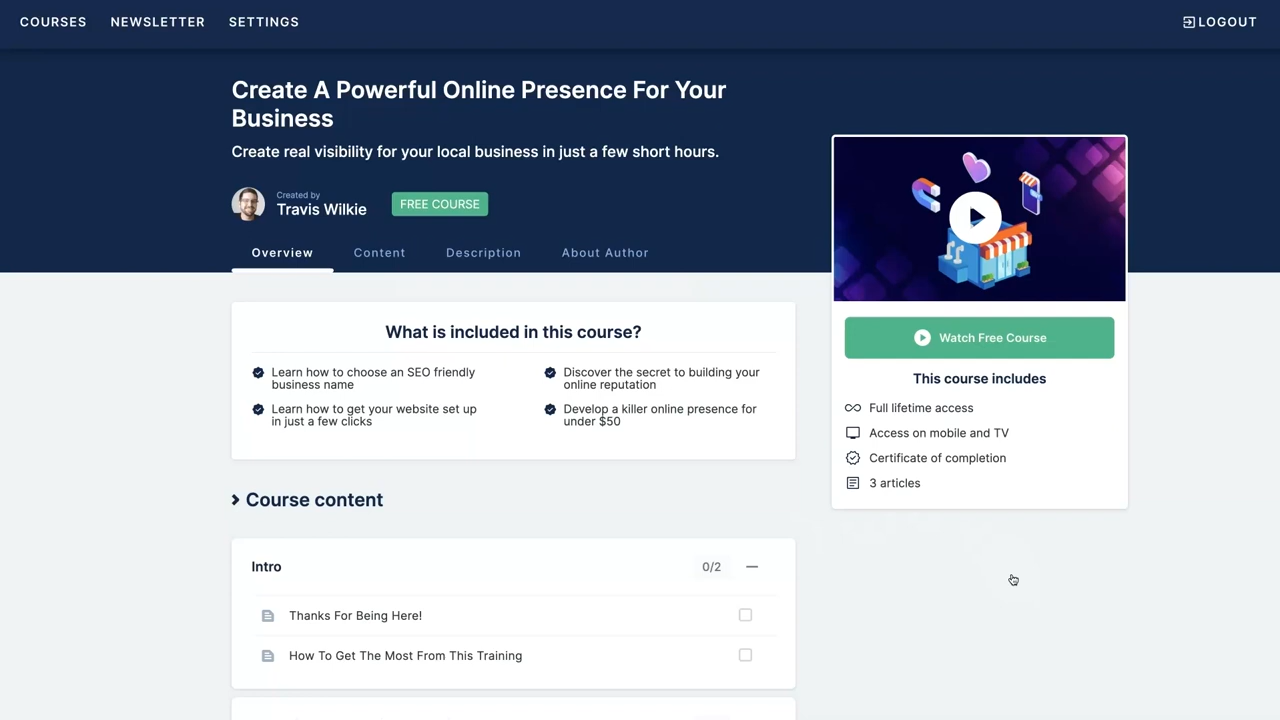 COURSES NEWSLETTER SETTINGS LOGOUT
Create A Powerful Online Presence For Your
Business
Create real visibility for your local business in just a few short hours.
Created by
Travis Wilkie
FREE COURSE
Overview Content Description About Author
What is included in this course?
Learn how to choose an SEO friendly
business name
Discover the secret to building your
online reputation
Learn how to get your website set up
in just a few clicks
Develop a killer online presence for
under $50
Watch Free Course
This course includes
Full lifetime access
Access on mobile and TV
Certificate of completion
3 articles
Course content
Intro 0/2
Thanks For Being Here!
How To Get The Most From This Training